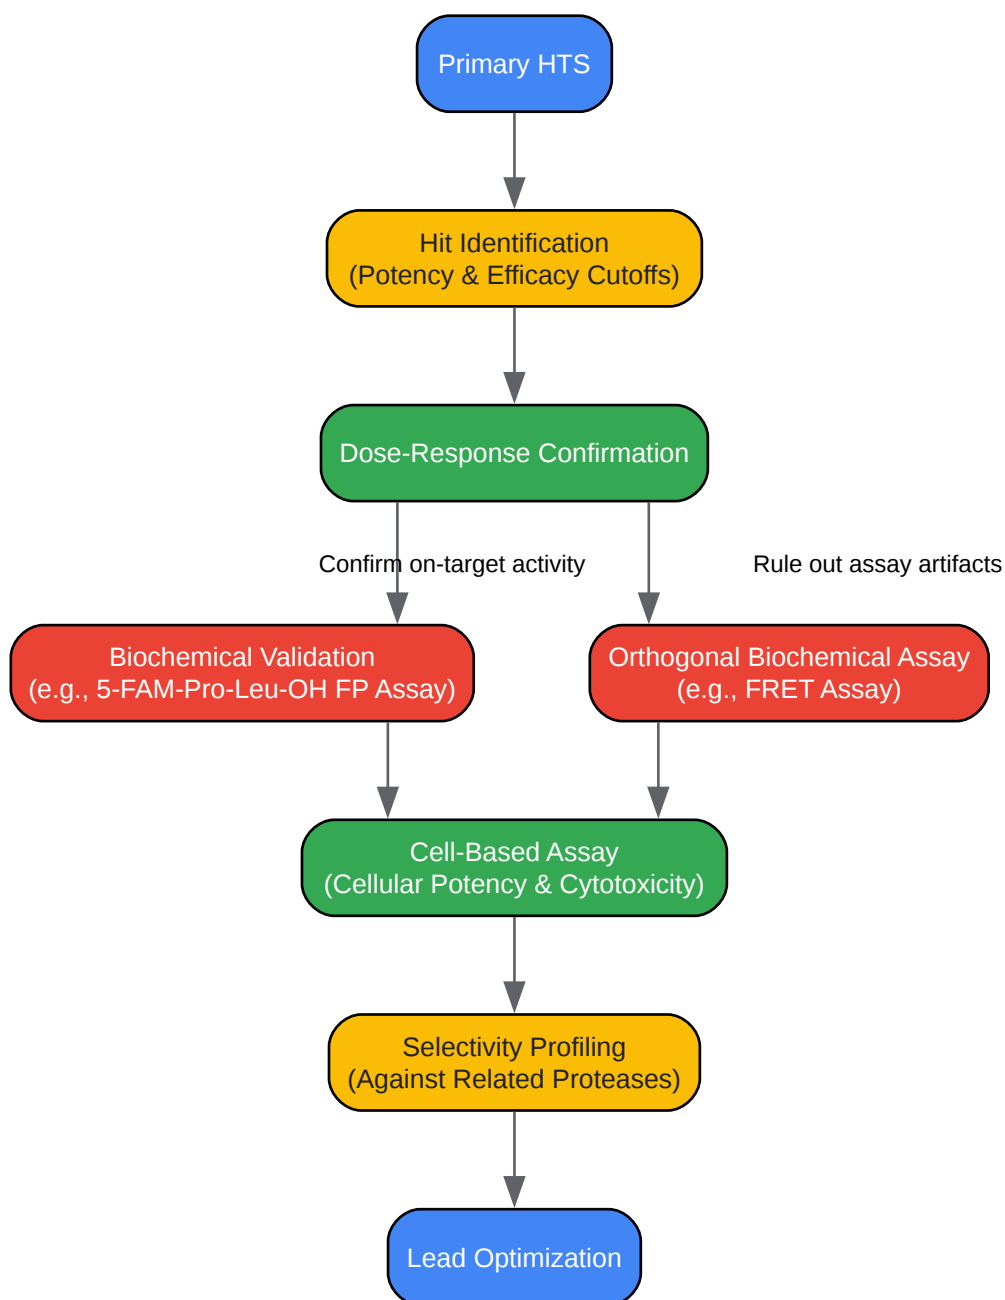 Primary HTS
Hit Identification
(Potency & Efficacy Cutoffs)
Dose-Response Confirmation
Confirm on-target activity
Rule out assay artifacts
Biochemical Validation
(e.g., 5-FAM-Pro-Leu-OH FP Assay)
Orthogonal Biochemical Assay
(e.g., FRET Assay)
Cell-Based Assay
(Cellular Potency & Cytotoxicity)
Selectivity Profiling
(Against Related Proteases)
Lead Optimization